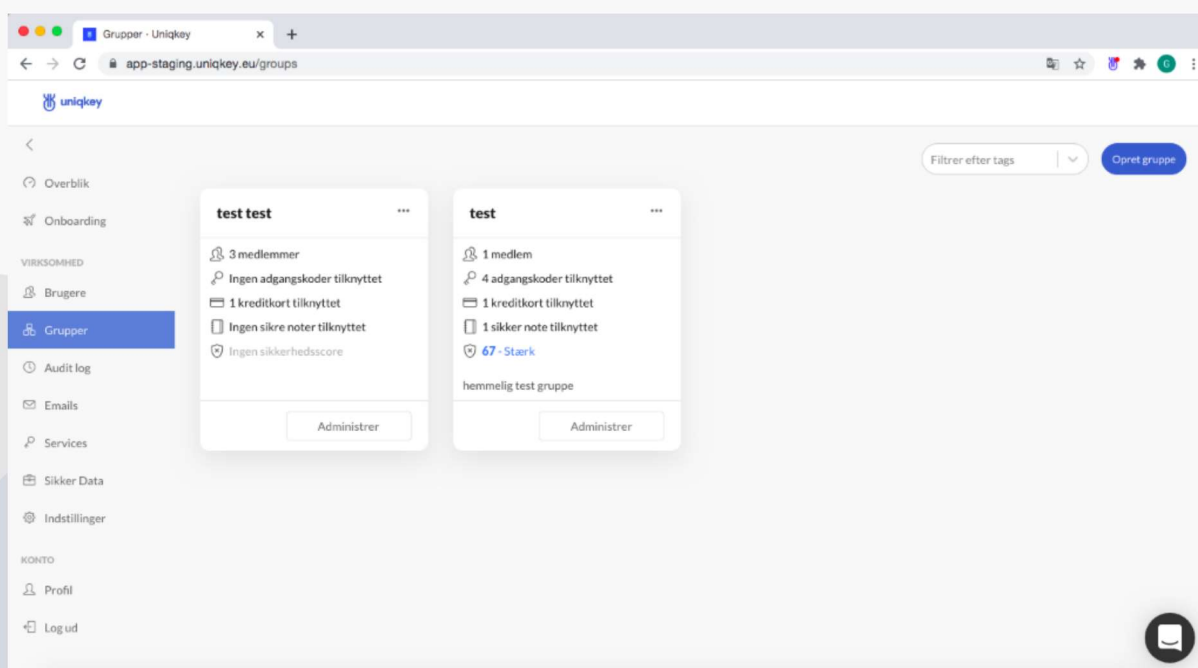 Grupper - Uniqkey
app-staging.uniqkey.eu/groups
G
uniqkey
Filtrer efter tags
Opret gruppe
Overblik
Onboarding
VIRKSOMHED
Brugere
Grupper
Audit log
Emails
Services
Sikker Data
Indstillinger
KONTO
Profil
Log ud
test test
3 medlemmer
Ingen adgangskoder tilknyttet
1 kreditkort tilknyttet
Ingen sikre noter tilknyttet
Ingen sikkerhedsscore
Administrer
test
1 medlem
4 adgangskoder tilknyttet
1 kreditkort tilknyttet
1 sikker note tilknyttet
67 - Stærk
hemmelig test gruppe
Administrer